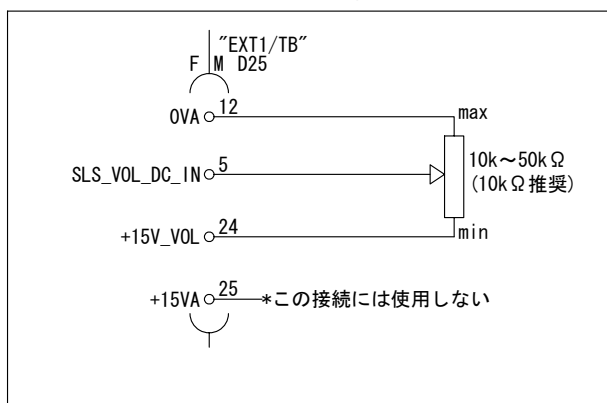 "EXT1/TB"
F M D25
0VA 12
max
SLS_VOL_DC_IN 5
10k～50kΩ
(10kΩ推奨)
+15V_VOL 24
min
+15VA 25 *この接続には使用しない